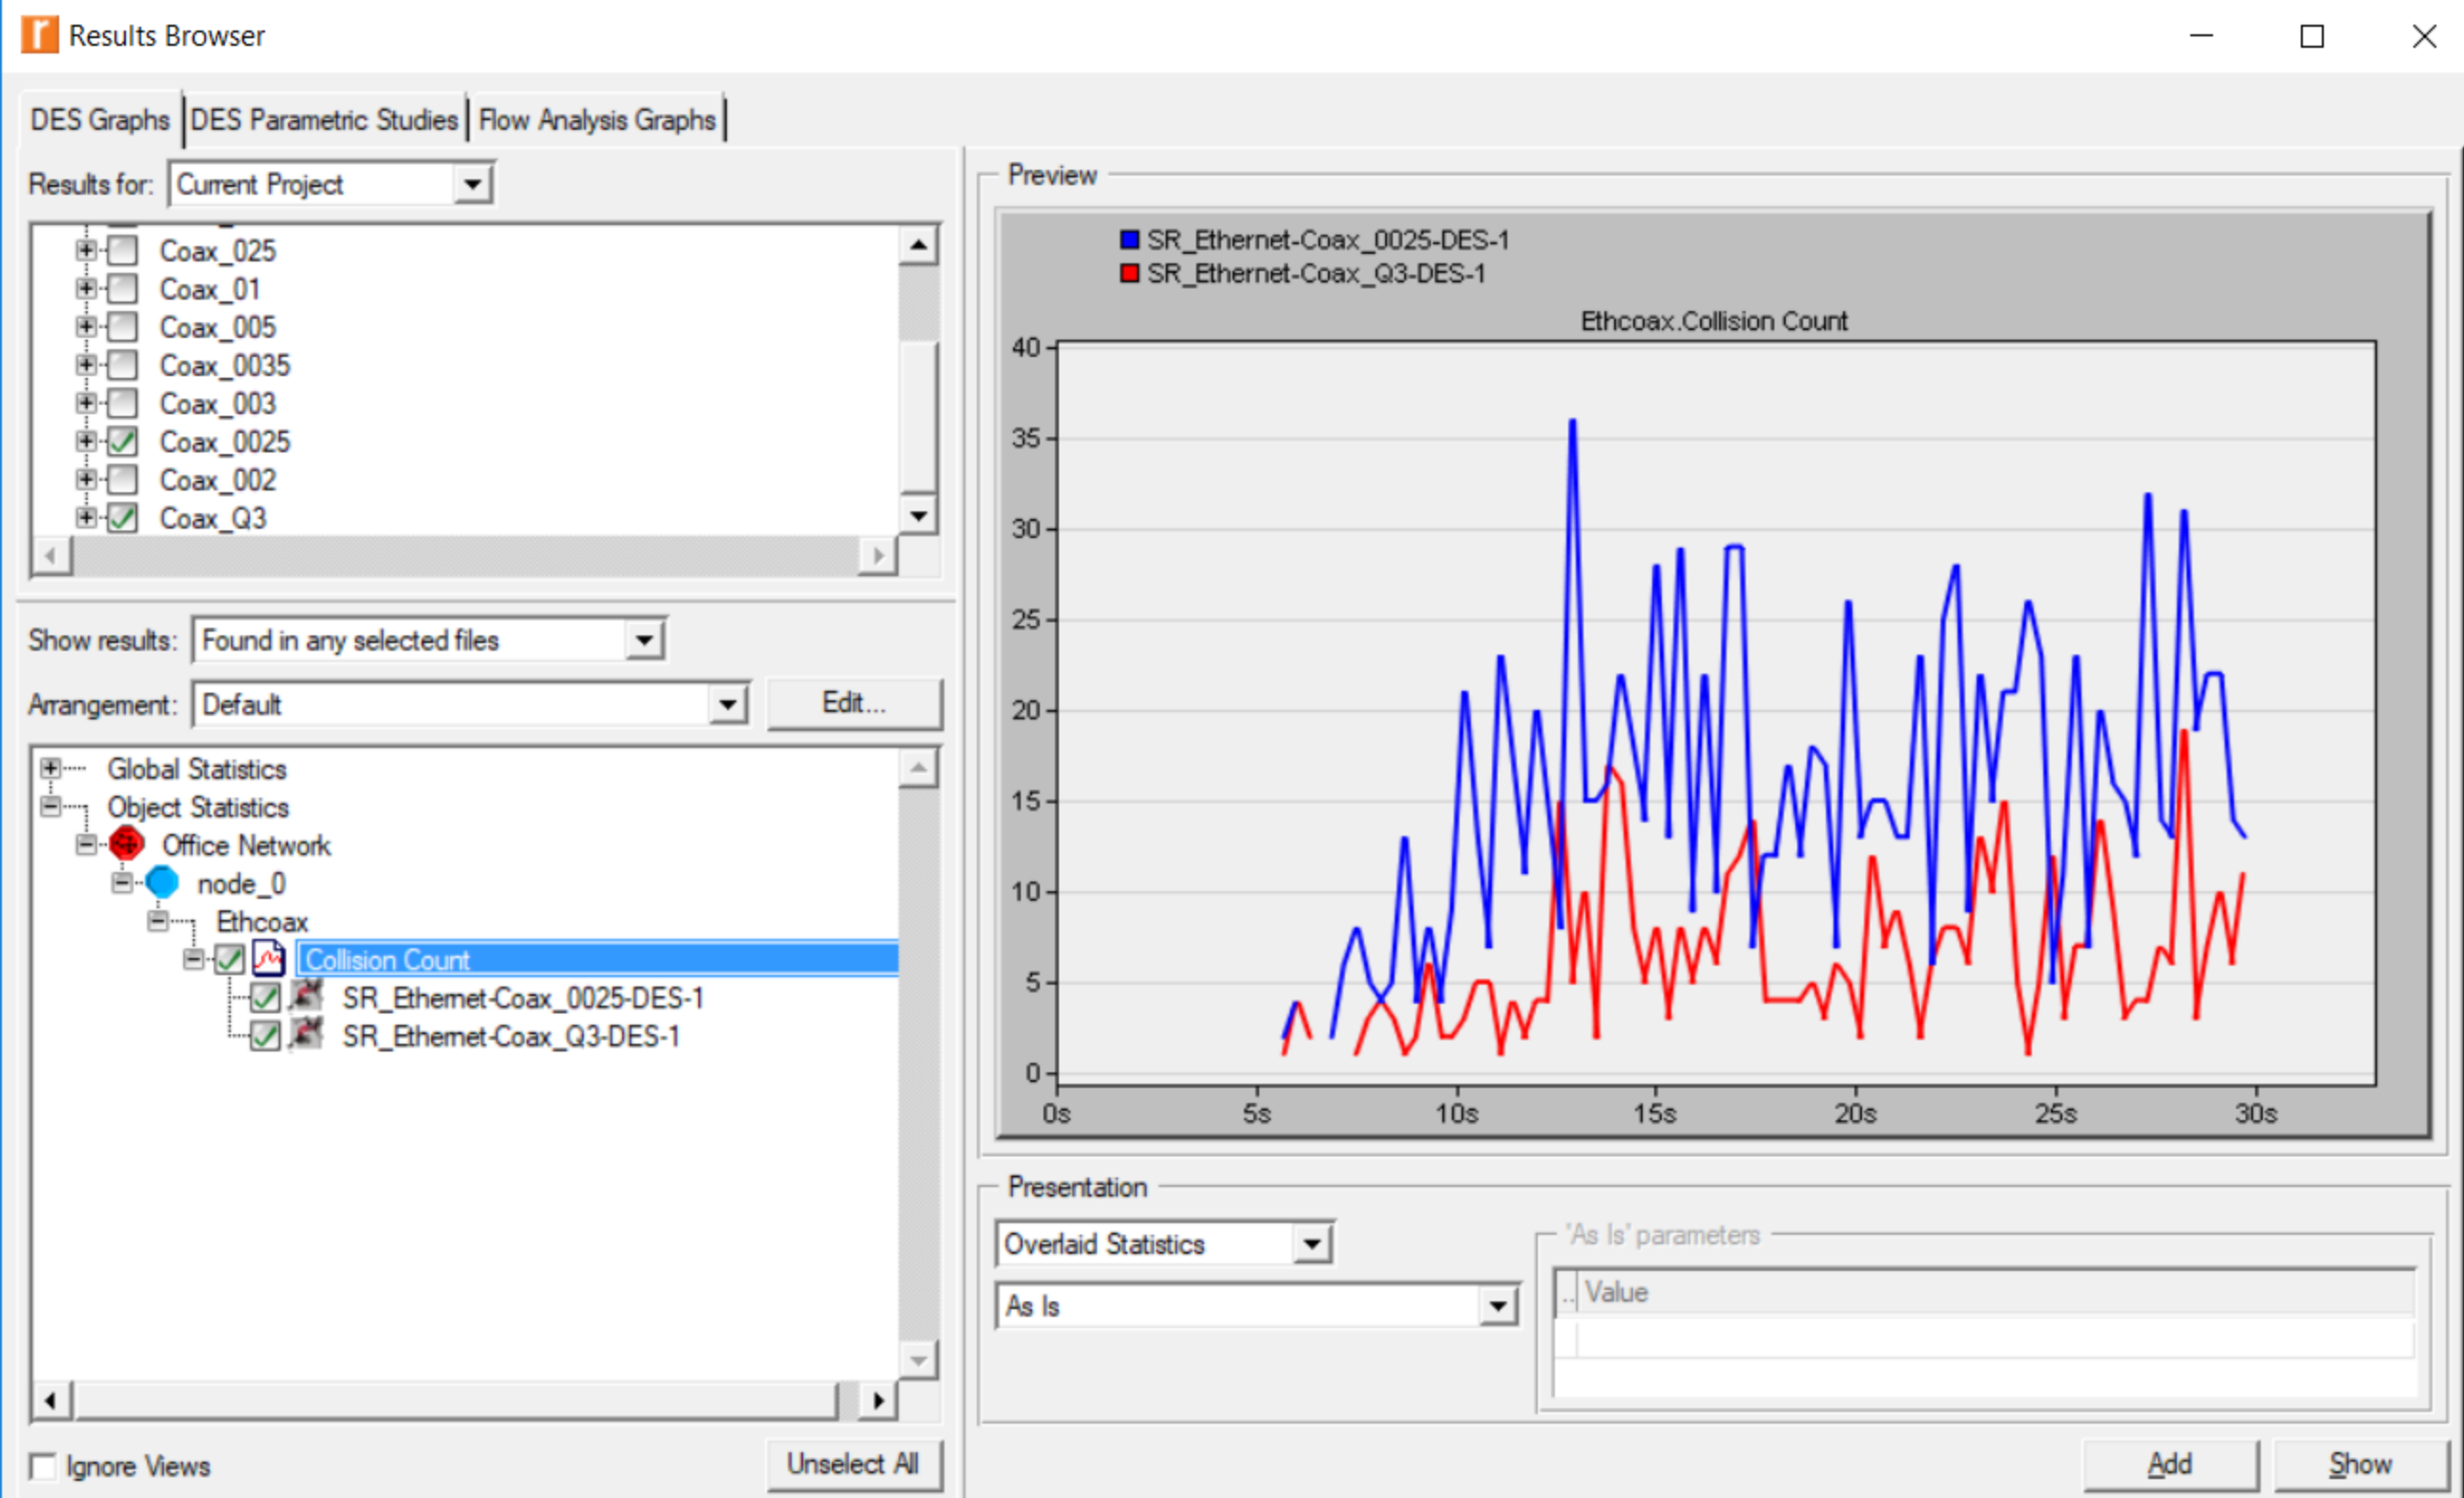 Results Browser
DES Graphs
DES Parametric Studies
Flow Analysis Graphs
Results for:
Current Project
Coax_025
Coax_01
Coax_005
Coax_0035
Coax_003
Coax_0025
Coax_002
Coax_Q3
Show results:
Found in any selected files
Arrangement:
Default
Edit...
Global Statistics
Object Statistics
Office Network
node_0
Ethcoax
Collision Count
SR_Ethernet-Coax_0025-DES-1
SR_Ethernet-Coax_Q3-DES-1
Ignore Views
Unselect All
Preview
SR_Ethernet-Coax_0025-DES-1
SR_Ethernet-Coax_Q3-DES-1
Ethcoax.Collision Count
40
35
30
25
20
15
10
5
0
0s
5s
10s
15s
20s
25s
30s
Presentation
Overlaid Statistics
As Is
'As Is' parameters
.. Value
Add
Show